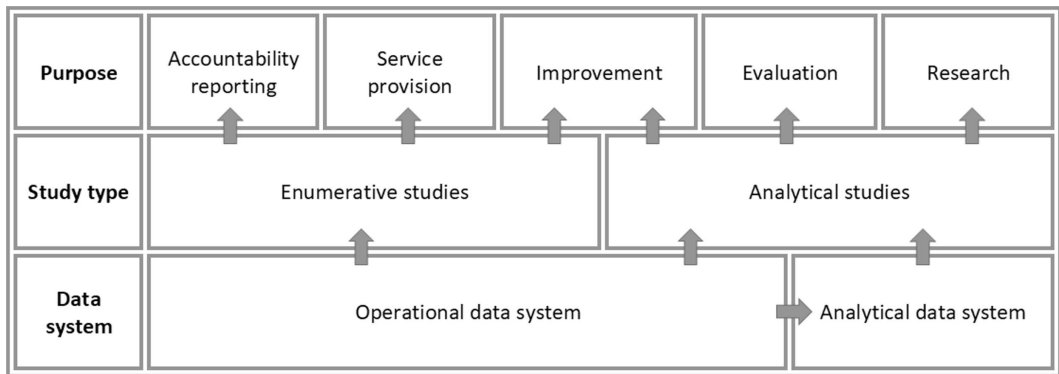 Purpose
Accountability
reporting
Service
provision
Improvement
Evaluation
Research
Study type
Enumerative studies
Analytical studies
Data
system
Operational data system
Analytical data system